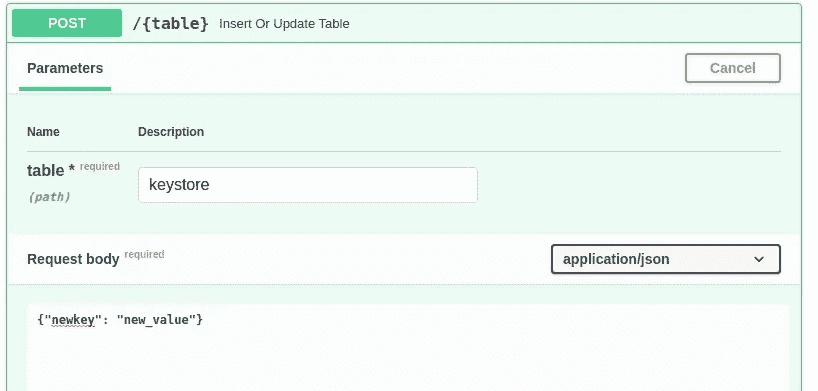 POST /{table} Insert Or Update Table
Parameters Cancel
Name Description
table * required keystore
(path)
Request body required application/json
{"newkey": "new_value"}